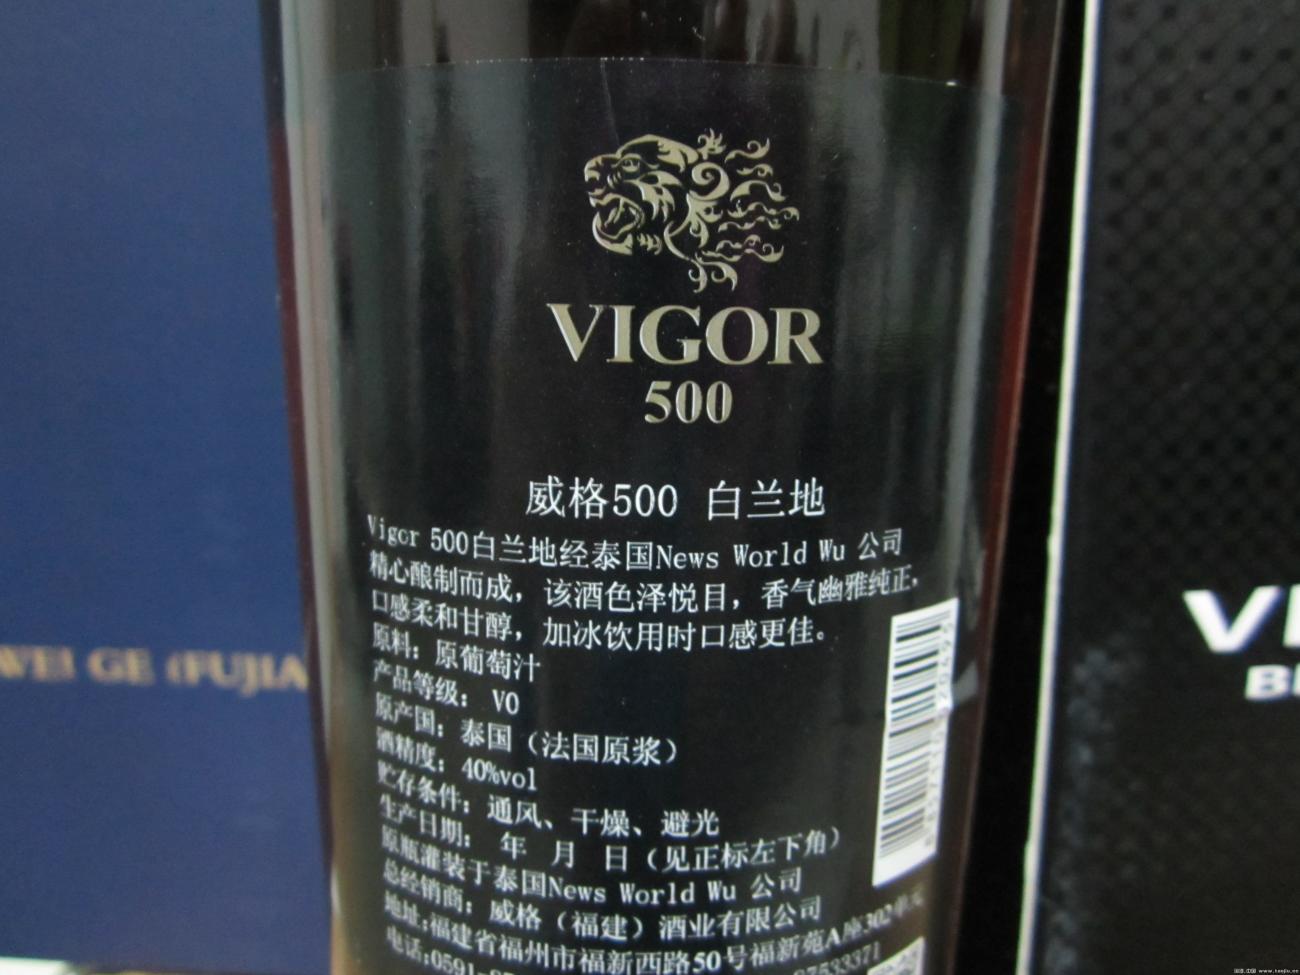 VIGOR
500
威格500 白兰地
Vigor 500白兰地经泰国News World Wu 公司
精心酿制而成，该酒色泽悦目，香气幽雅纯正，
口感柔和甘醇，加冰饮用时口感更佳。
原料：原葡萄汁
产品等级：VO
原产国：泰国（法国原浆）
酒精度：40%vol
贮存条件：通风、干燥、避光
生产日期： 年 月 日（见正标左下角）
原瓶灌装于泰国News World Wu 公司
总经销商：威格（福建）酒业有限公司
地址:福建省福州市福新西路50号福新苑A座302单元
电话:0591-
87533371
WEI GE (FUJIA